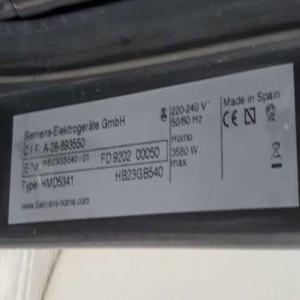 Siemens-Elektrogeräte GmbH
C.I.F. A-28-893550
E-Nr. HB23GB540 / 01 FD 9202 00050
Type HMD5341 HB23GB540
www.siemens-home.com
220-240 V~
50/60 Hz
Horno
3580 W
max
Made in Spain
CE N